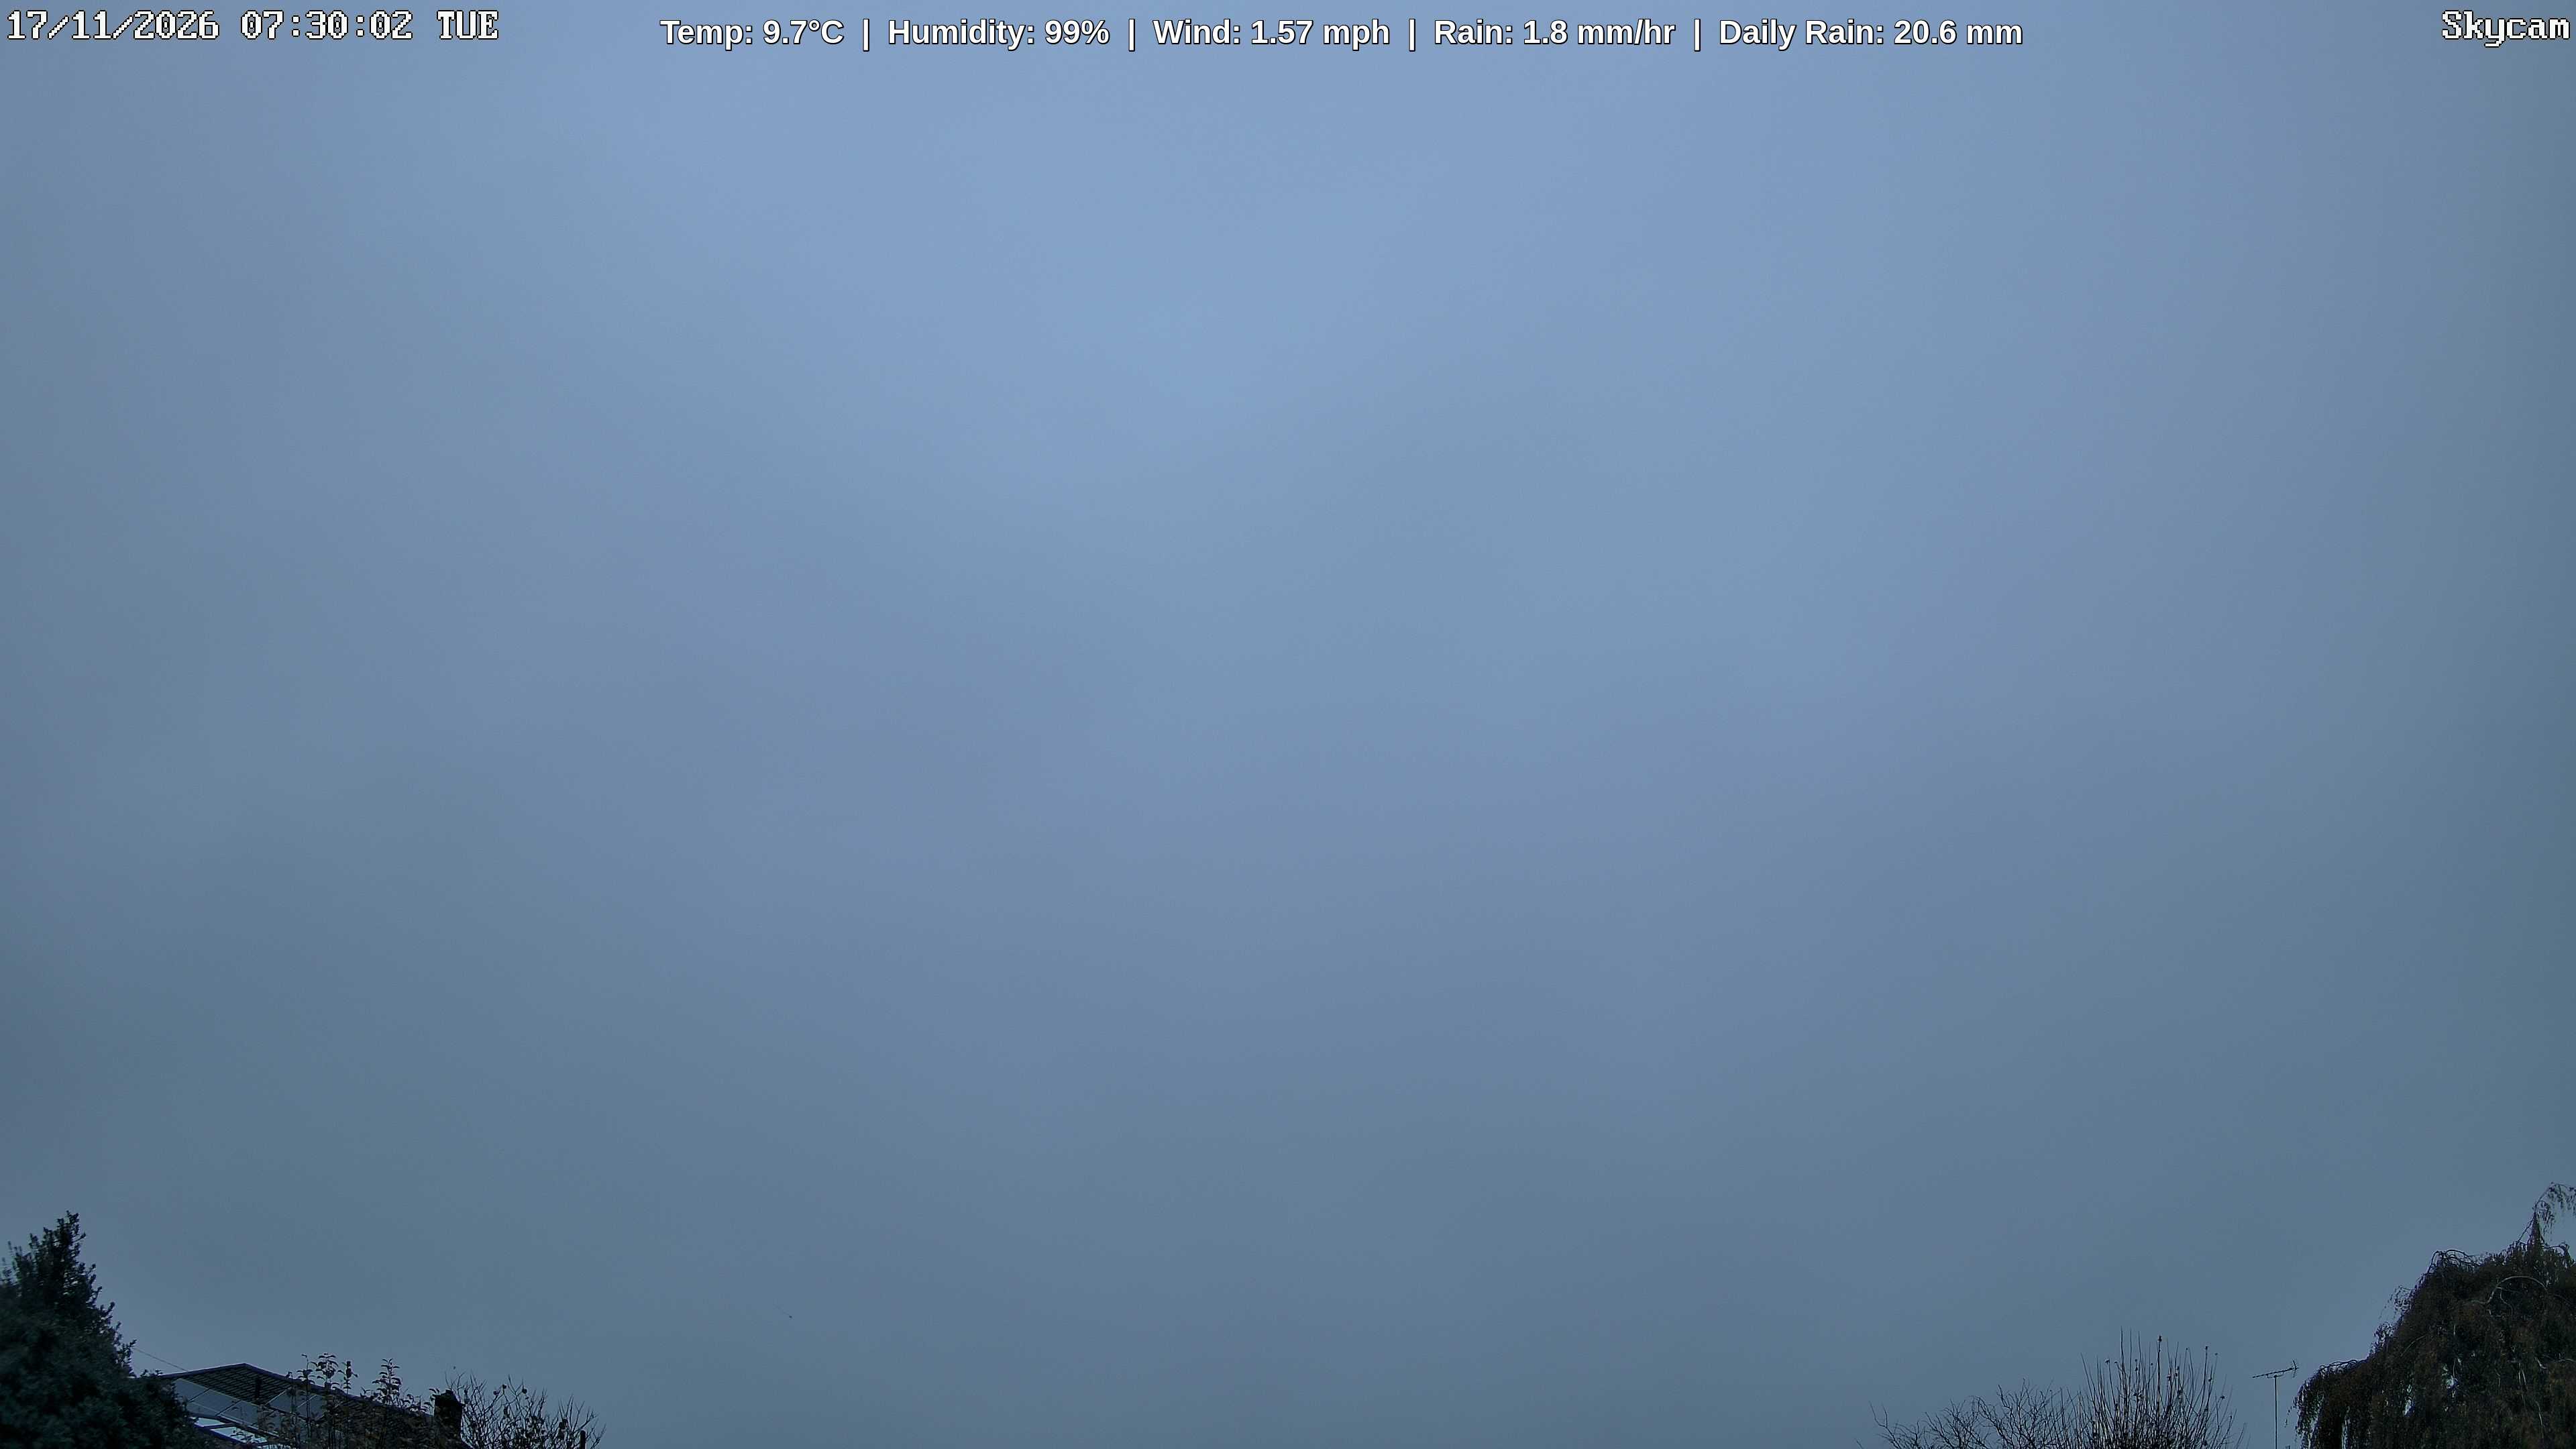 17/11/2026 07:30:02 TUE
Temp: 9.7°C | Humidity: 99% | Wind: 1.57 mph | Rain: 1.8 mm/hr | Daily Rain: 20.6 mm
Skycam